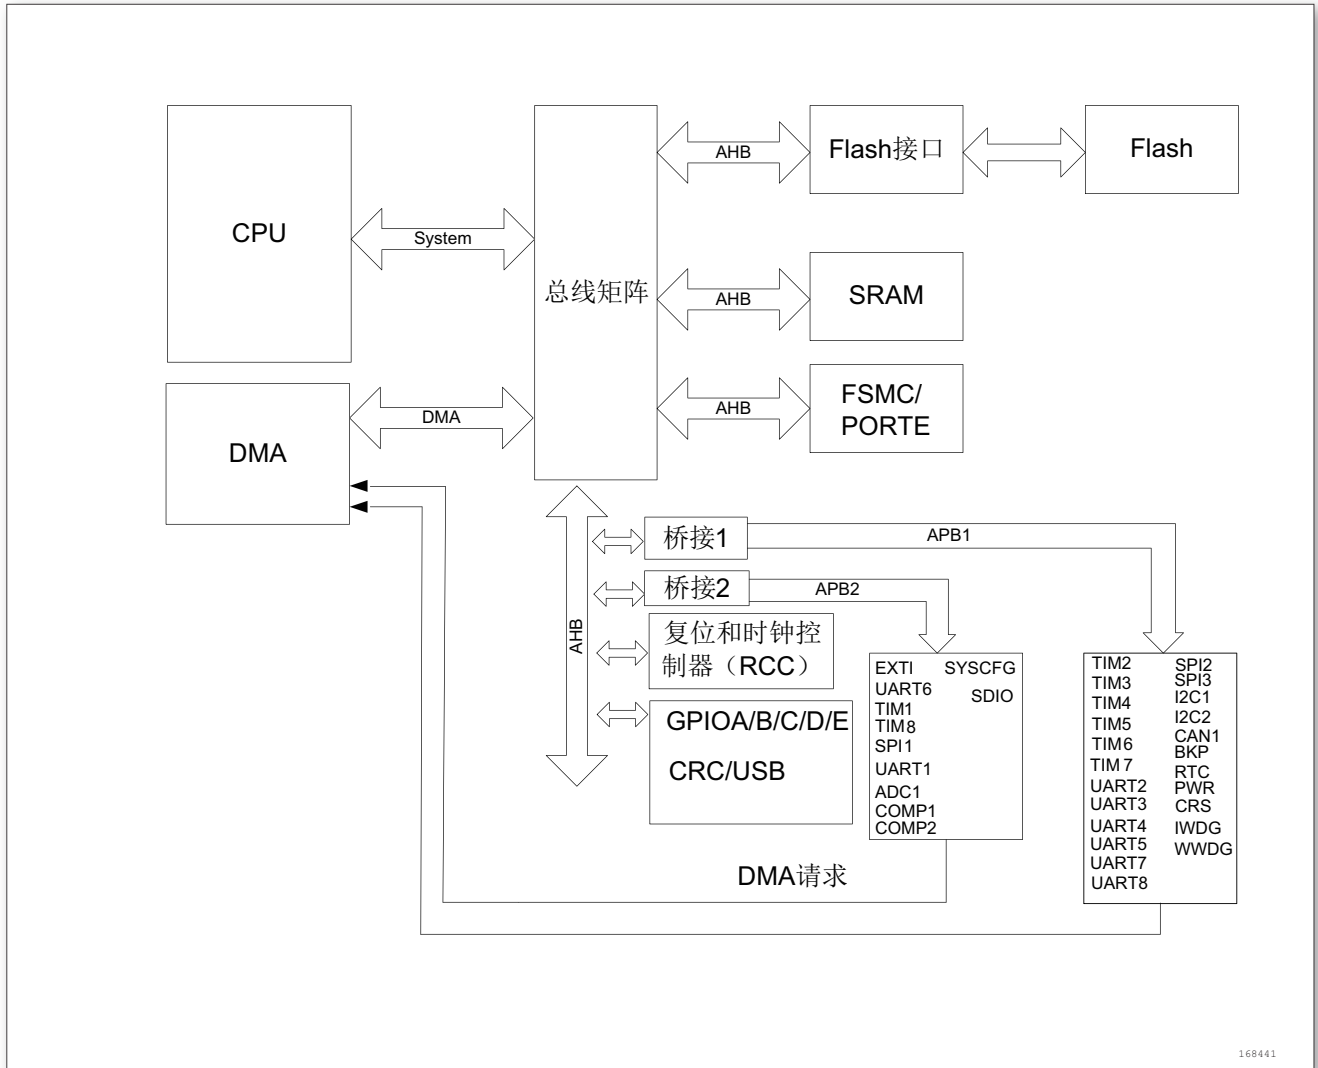 CPU
System
总线矩阵
AHB
Flash接口
Flash
AHB
SRAM
AHB
FSMC/
PORTE
DMA
DMA
AHB
桥接1
APB1
桥接2
APB2
复位和时钟控
制器（RCC）
GPIOA/B/C/D/E
CRC/USB
EXTI
UART6
TIM1
TIM8
SPI1
UART1
ADC1
COMP1
COMP2
SYSCFG
SDIO
TIM2
TIM3
TIM4
TIM5
TIM6
TIM7
UART2
UART3
UART4
UART5
UART7
UART8
SPI2
SPI3
I2C1
I2C2
CAN1
BKP
RTC
PWR
CRS
IWDG
WWDG
DMA请求
168441